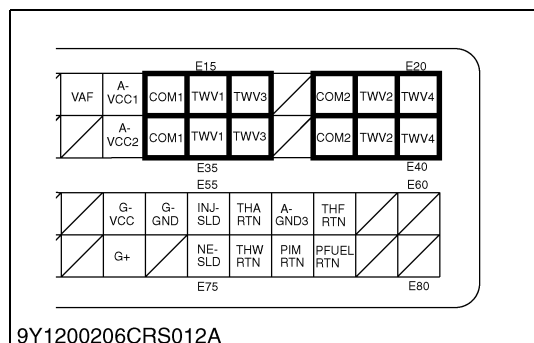 E15 E20
VAF A-VCC1 COM1 TWV1 TWV3 COM2 TWV2 TWV4
A-VCC2 COM1 TWV1 TWV3 COM2 TWV2 TWV4
E35 E40
E55 E60
G-VCC G-GND INJ-SLD THA RTN A-GND3 THF RTN
G+ NE-SLD THW RTN PIM RTN PFUEL RTN
E75 E80
9Y1200206CRS012A